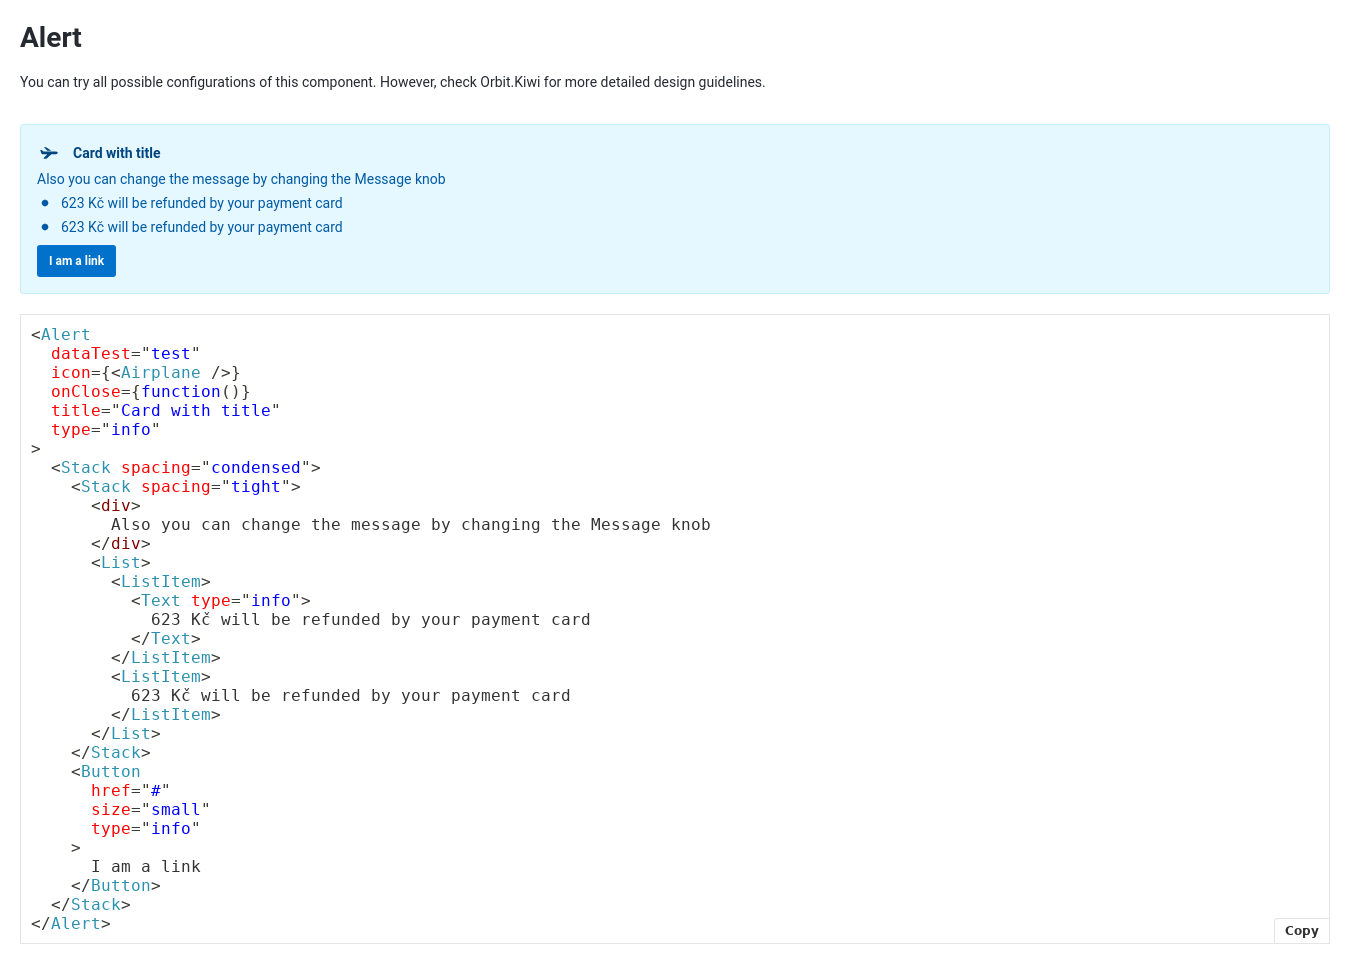 Alert
You can try all possible configurations of this component. However, check Orbit.Kiwi for more detailed design guidelines.
Card with title
Also you can change the message by changing the Message knob
● 623 Kč will be refunded by your payment card
● 623 Kč will be refunded by your payment card
I am a link
<Alert
  dataTest="test"
  icon={<Airplane />}
  onClose={function()}
  title="Card with title"
  type="info"
>
  <Stack spacing="condensed">
    <Stack spacing="tight">
      <div>
        Also you can change the message by changing the Message knob
      </div>
      <List>
        <ListItem>
          <Text type="info">
            623 Kč will be refunded by your payment card
          </Text>
        </ListItem>
        <ListItem>
          623 Kč will be refunded by your payment card
        </ListItem>
      </List>
    </Stack>
    <Button
      href="#"
      size="small"
      type="info"
    >
      I am a link
    </Button>
  </Stack>
</Alert>
Copy